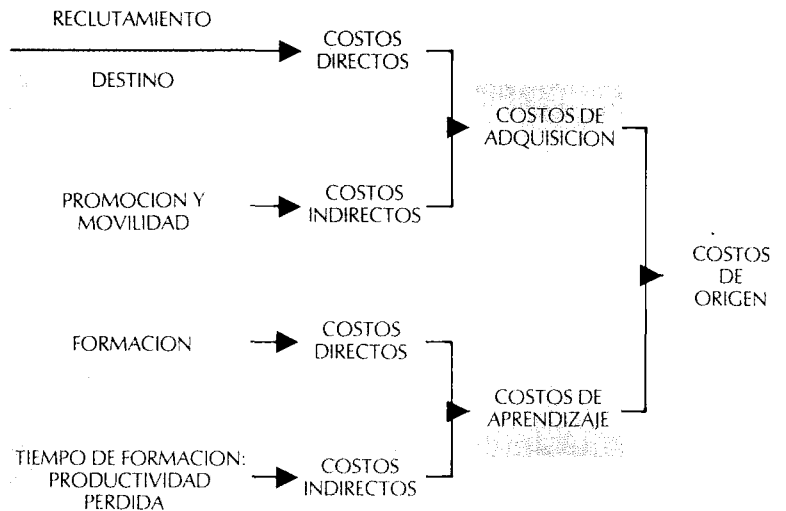 RECLUTAMIENTO
DESTINO
COSTOS
DIRECTOS
PROMOCION Y
MOVILIDAD
COSTOS
INDIRECTOS
COSTOS DE
ADQUISICION
FORMACION
COSTOS
DIRECTOS
TIEMPO DE FORMACION:
PRODUCTIVIDAD
PERDIDA
COSTOS
INDIRECTOS
COSTOS DE
APRENDIZAJE
COSTOS
DE
ORIGEN